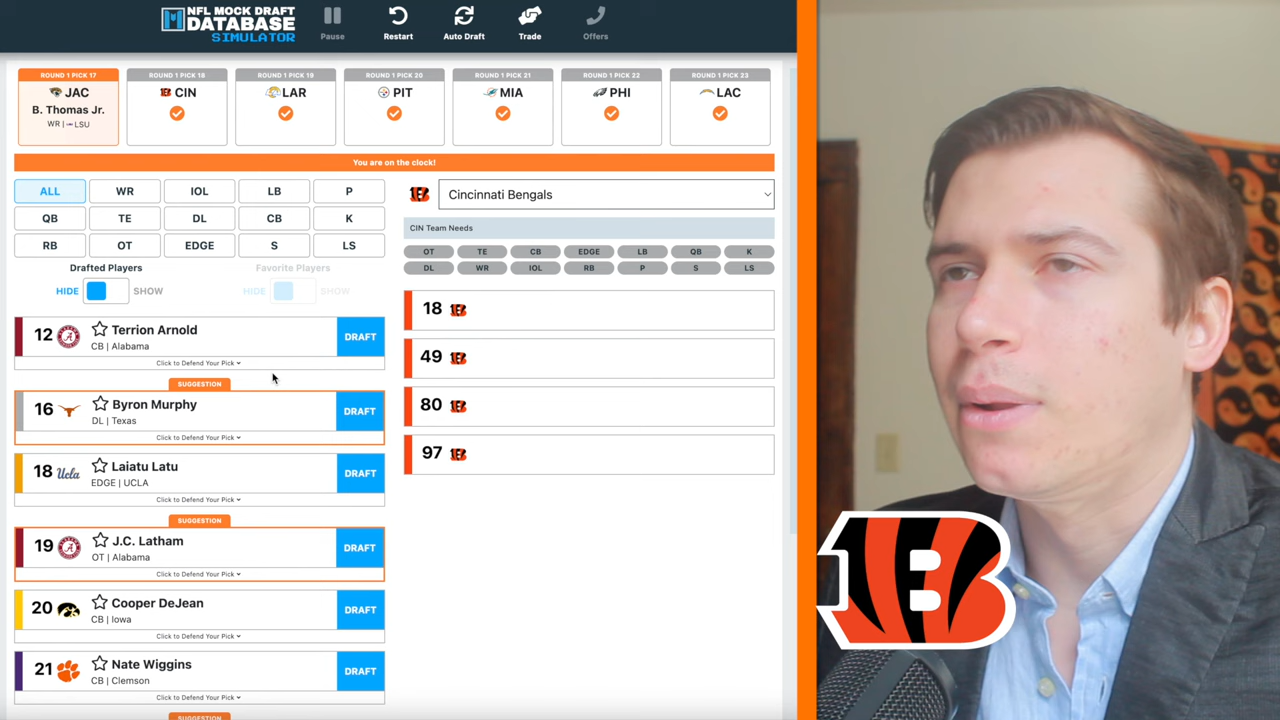 NFL MOCK DRAFT
DATABASE
SIMULATOR
Pause
Restart
Auto Draft
Trade
Offers
ROUND 1 PICK 17
JAC
B. Thomas Jr.
WR | LSU
ROUND 1 PICK 18
CIN
ROUND 1 PICK 19
LAR
ROUND 1 PICK 20
PIT
ROUND 1 PICK 21
MIA
ROUND 1 PICK 22
PHI
ROUND 1 PICK 23
LAC
You are on the clock!
ALL WR IOL LB P
QB TE DL CB K
RB OT EDGE S LS
Drafted Players
HIDE SHOW
Favorite Players
HIDE SHOW
12 Terrion Arnold DRAFT
CB | Alabama
Click to Defend Your Pick
SUGGESTION
16 Byron Murphy DRAFT
DL | Texas
Click to Defend Your Pick
18 Ucla Laiatu Latu DRAFT
EDGE | UCLA
Click to Defend Your Pick
SUGGESTION
19 J.C. Latham DRAFT
OT | Alabama
Click to Defend Your Pick
20 Cooper DeJean DRAFT
CB | Iowa
Click to Defend Your Pick
21 Nate Wiggins DRAFT
CB | Clemson
Click to Defend Your Pick
SUGGESTION
Cincinnati Bengals
CIN Team Needs
OT TE CB EDGE LB QB K
DL WR IOL RB P S LS
18
49
80
97
B